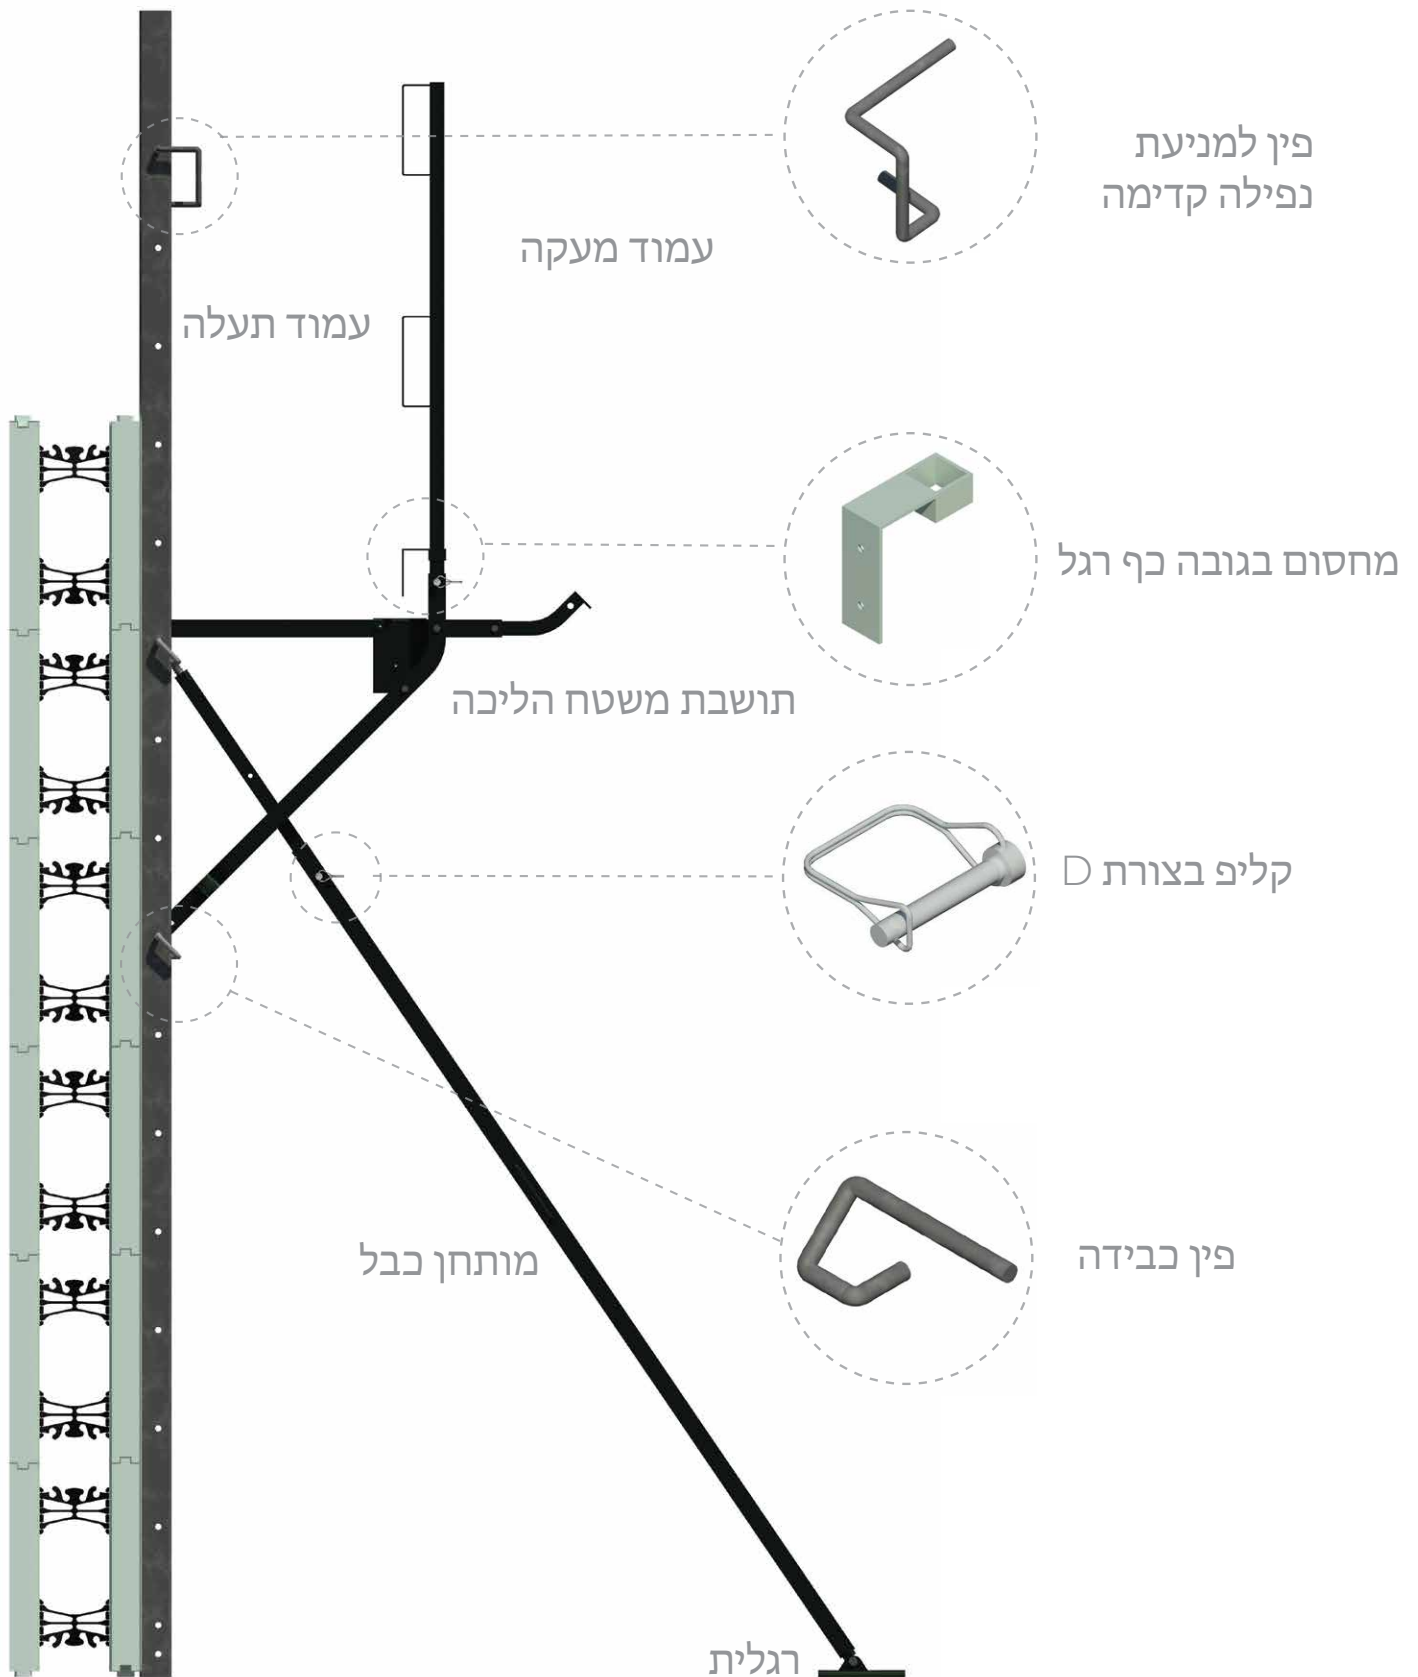 פין למניעת
נפילה קדימה
עמוד מעקה
עמוד תעלה
מחסום בגובה כף רגל
תושבת משטח הליכה
קליפ בצורת D
מותחן כבל
פין כבידה
רגלית